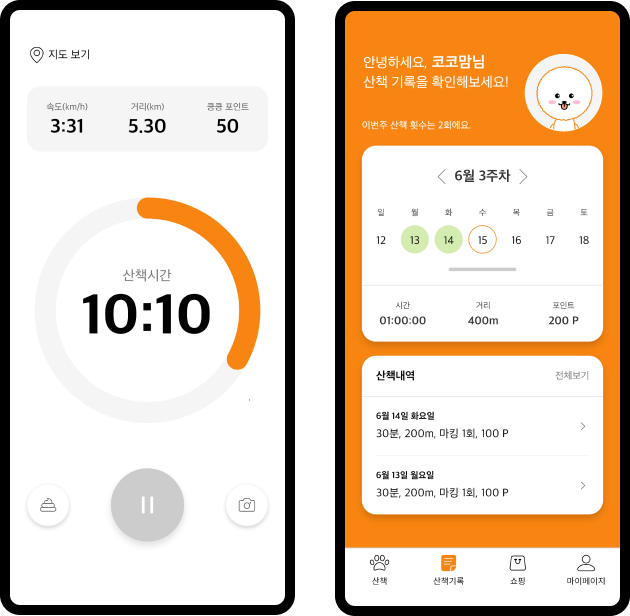 지도 보기
속도(km/h) 거리(km) 킁킁 포인트
3:31 5.30 50
산책시간
10:10
안녕하세요, 코코맘님
산책 기록을 확인해보세요!
이번주 산책 횟수는 2회에요.
6월 3주차
일 월 화 수 목 금 토
12 13 14 15 16 17 18
시간 거리 포인트
01:00:00 400m 200 P
산책내역 전체보기
6월 14일 화요일
30분, 200m, 마킹 1회, 100 P
6월 13일 월요일
30분, 200m, 마킹 1회, 100 P
산책 산책기록 쇼핑 마이페이지